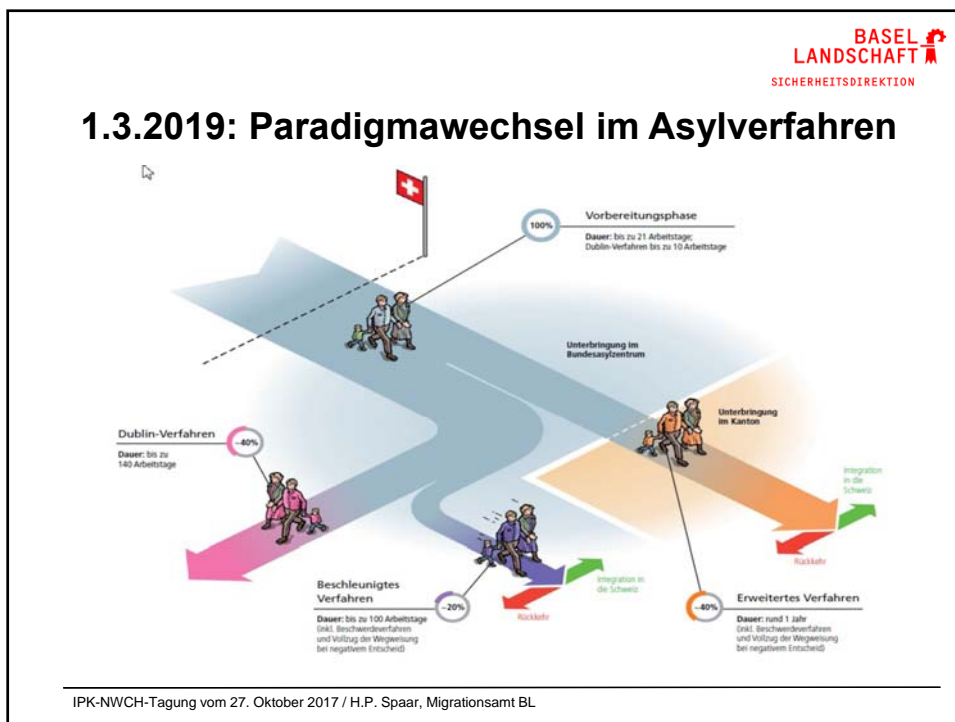 BASEL
LANDSCHAFT
SICHERHEITSDIREKTION
1.3.2019: Paradigmawechsel im Asylverfahren
100%
Vorbereitungsphase
Dauer: bis zu 21 Arbeitstage;
Dublin-Verfahren bis zu 10 Arbeitstage
Unterbringung im
Bundesasylzentrum
Unterbringung
im Kanton
Dublin-Verfahren
Dauer: bis zu
140 Arbeitstage
~40%
Integration
in die
Schweiz
Rückkehr
Beschleunigtes
Verfahren
Dauer: bis zu 100 Arbeitstage
(inkl. Beschwerdeverfahren
und Vollzug der Wegweisung
bei negativem Entscheid)
~20%
Integration in
die Schweiz
Rückkehr
~40%
Erweitertes Verfahren
Dauer: rund 1 Jahr
(inkl. Beschwerdeverfahren
und Vollzug der Wegweisung
bei negativem Entscheid)
IPK-NWCH-Tagung vom 27. Oktober 2017 / H.P. Spaar, Migrationsamt BL